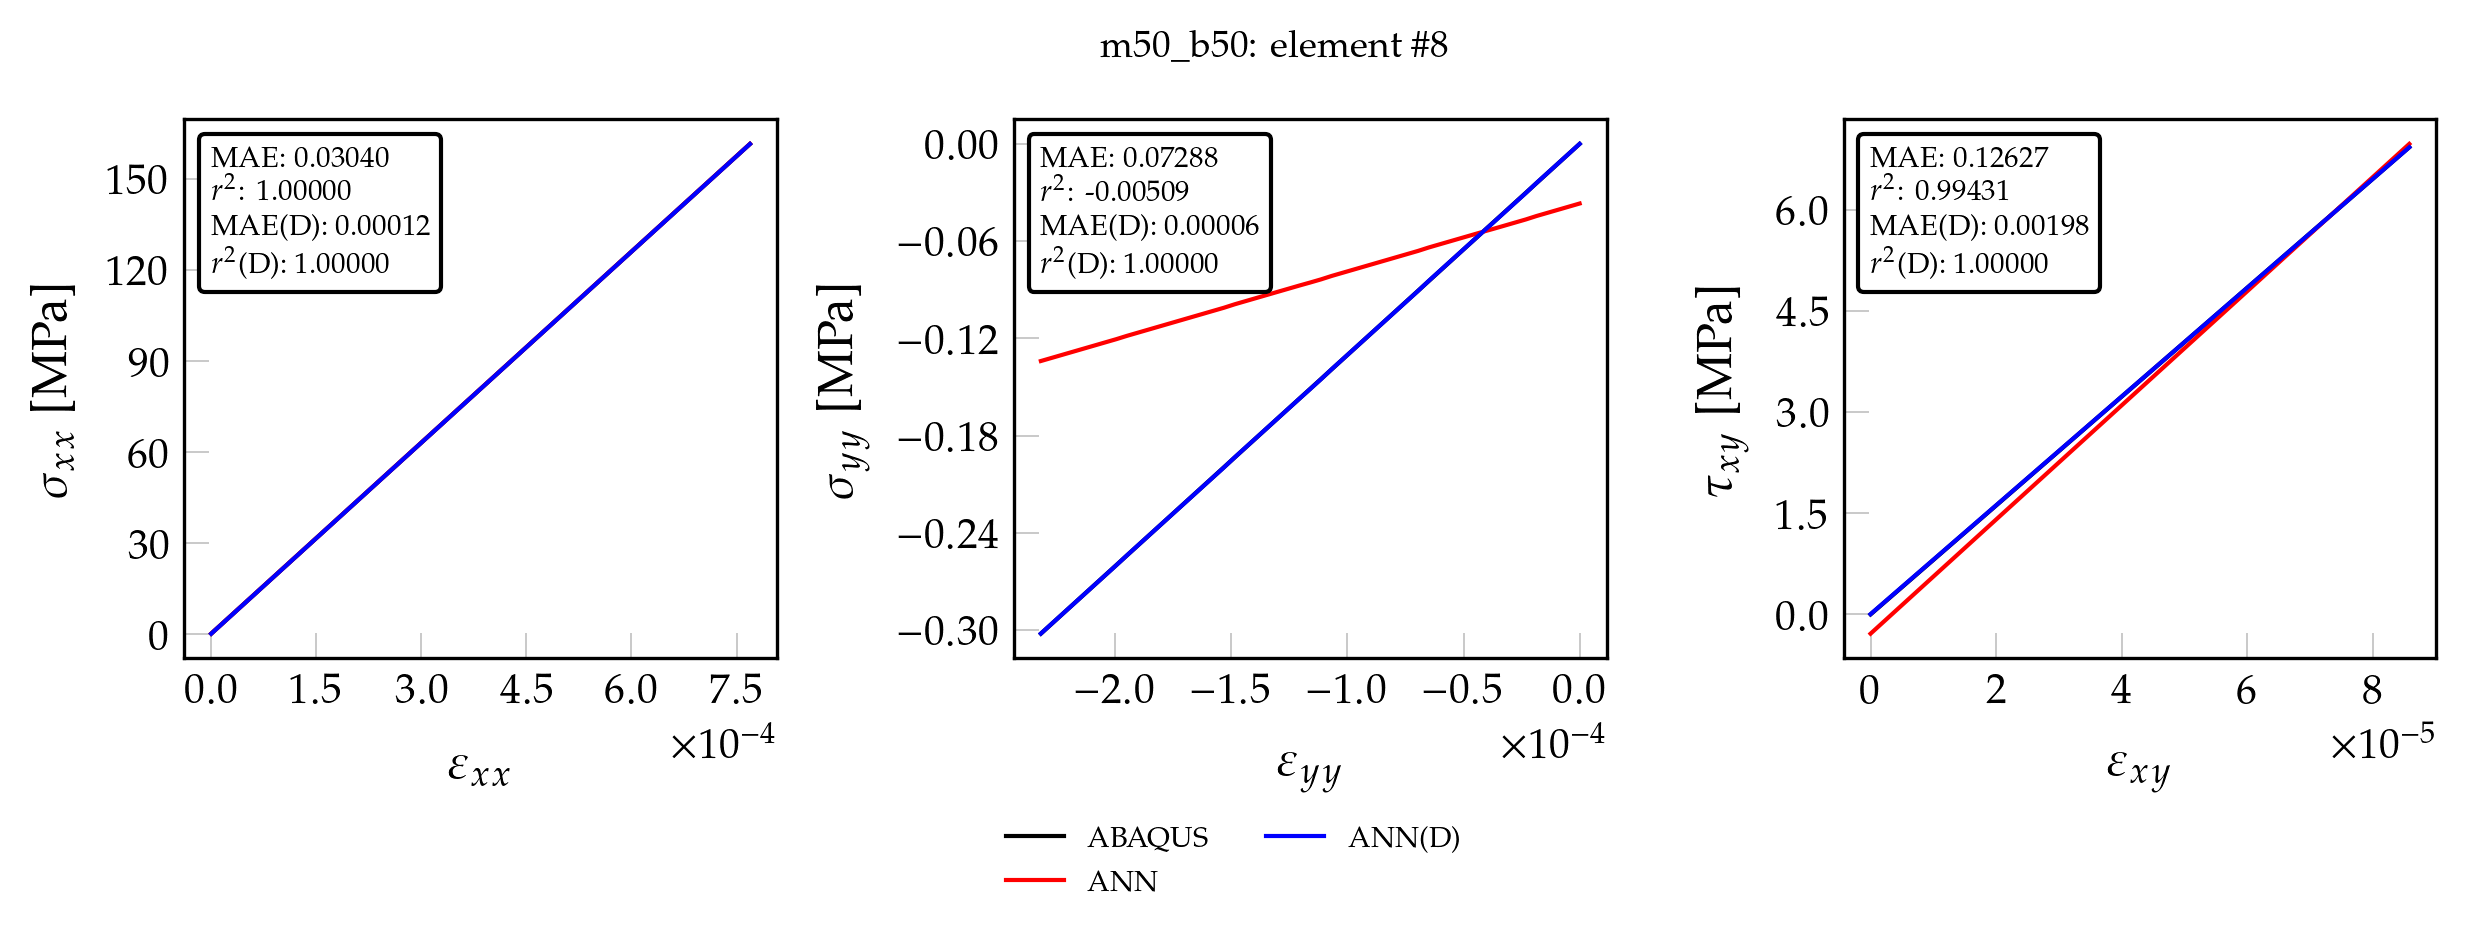 m50_b50: element #8
MAE: 0.03040
r²: 1.00000
MAE(D): 0.00012
r²(D): 1.00000
150
120
90
60
30
0
σxx [MPa]
0.0 1.5 3.0 4.5 6.0 7.5
×10⁻⁴
εxx
MAE: 0.07288
r²: -0.00509
MAE(D): 0.00006
r²(D): 1.00000
0.00
−0.06
−0.12
−0.18
−0.24
−0.30
σyy [MPa]
−2.0 −1.5 −1.0 −0.5 0.0
×10⁻⁴
εyy
MAE: 0.12627
r²: 0.99431
MAE(D): 0.00198
r²(D): 1.00000
6.0
4.5
3.0
1.5
0.0
τxy [MPa]
0 2 4 6 8
×10⁻⁵
εxy
ABAQUS
ANN
ANN(D)